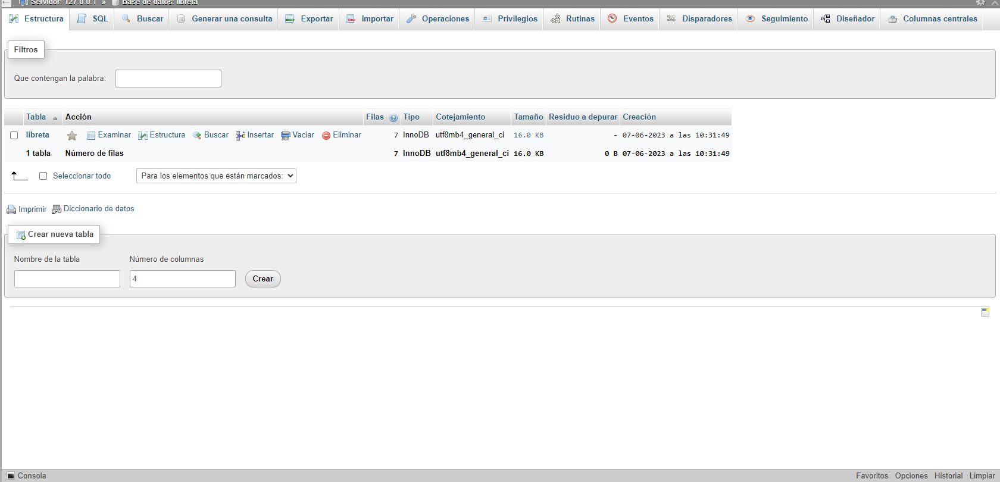 Servidor: 127.0.0.1 » Base de datos: libreta
Estructura SQL Buscar Generar una consulta Exportar Importar Operaciones Privilegios Rutinas Eventos Disparadores Seguimiento Diseñador Columnas centrales
Filtros
Que contengan la palabra:
Tabla Acción Filas Tipo Cotejamiento Tamaño Residuo a depurar Creación
libreta Examinar Estructura Buscar Insertar Vaciar Eliminar 7 InnoDB utf8mb4_general_ci 16.0 KB - 07-06-2023 a las 10:31:49
1 tabla Número de filas 7 InnoDB utf8mb4_general_ci 16.0 KB 0 B 07-06-2023 a las 10:31:49
Seleccionar todo Para los elementos que están marcados:
Imprimir Diccionario de datos
Crear nueva tabla
Nombre de la tabla Número de columnas
4 Crear
Consola Favoritos Opciones Historial Limpiar